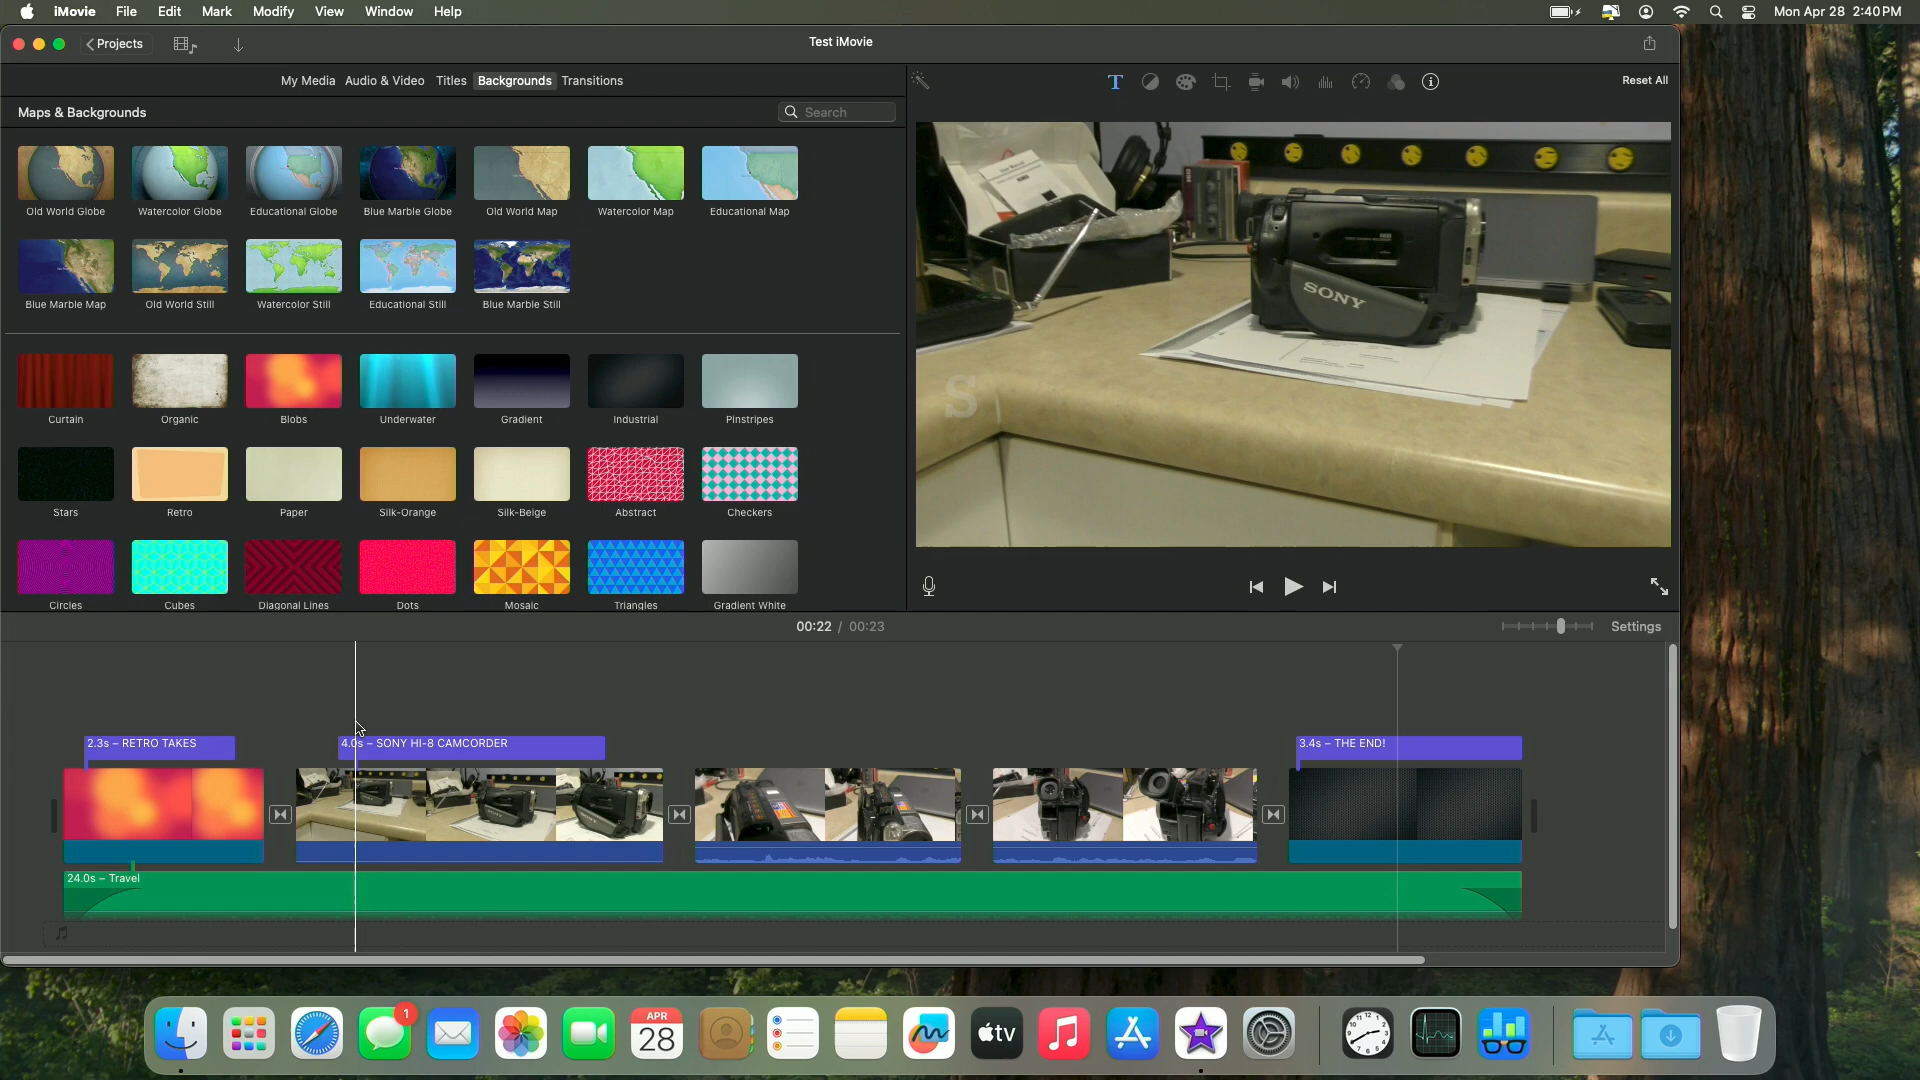 iMovie File Edit Mark Modify View Window Help
Mon Apr 28 2:40 PM
Projects
Test iMovie
My Media Audio & Video Titles Backgrounds Transitions
Reset All
Maps & Backgrounds
Search
Old World Globe Watercolor Globe Educational Globe Blue Marble Globe Old World Map Watercolor Map Educational Map
Blue Marble Map Old World Still Watercolor Still Educational Still Blue Marble Still
Curtain Organic Blobs Underwater Gradient Industrial Pinstripes
Stars Retro Paper Silk-Orange Silk-Beige Abstract Checkers
Circles Cubes Diagonal Lines Dots Mosaic Triangles Gradient White
SONY
S
00:22 / 00:23
Settings
2.3s – RETRO TAKES
4.0s – SONY HI-8 CAMCORDER
3.4s – THE END!
24.0s – Travel
1
APR
28
tv